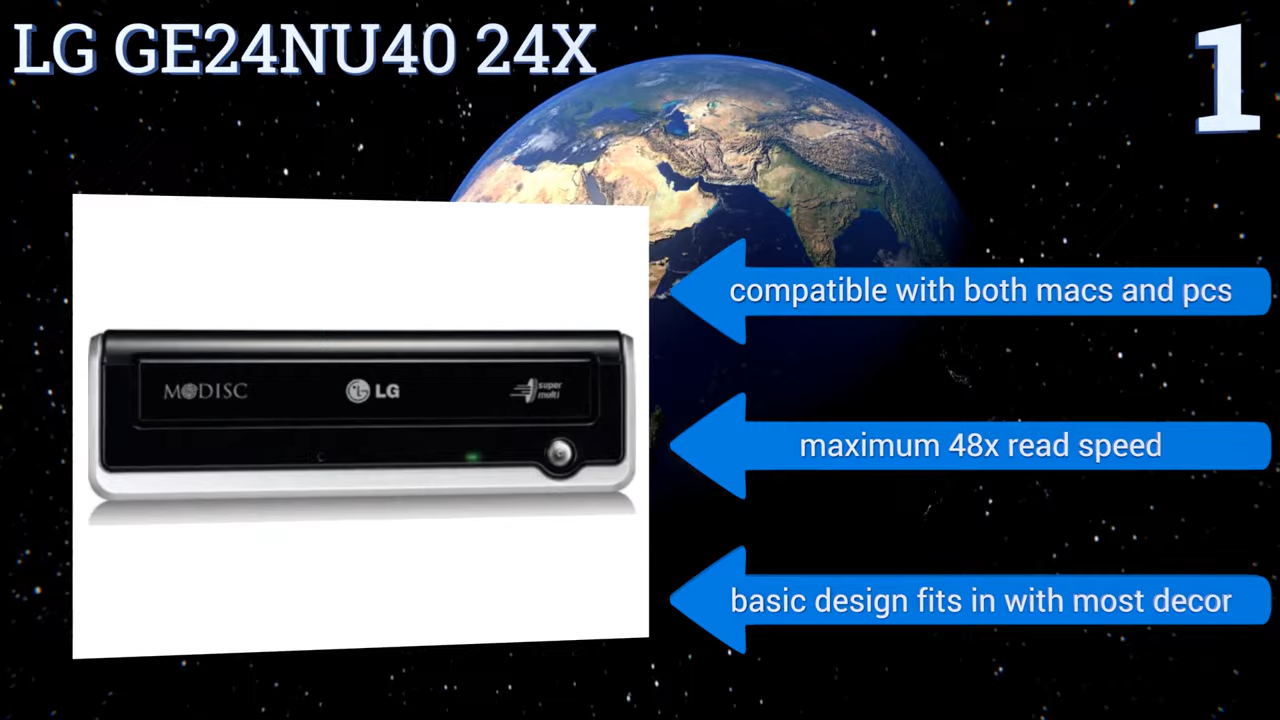 LG GE24NU40 24X
1
compatible with both macs and pcs
M DISC
LG
super
multi
maximum 48x read speed
basic design fits in with most decor